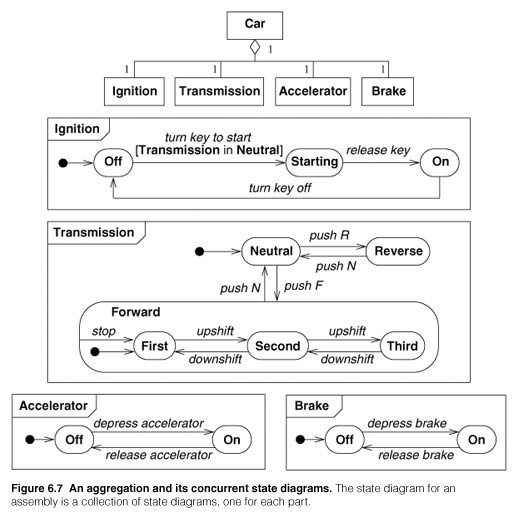 Car
1
1 1 1 1
Ignition Transmission Accelerator Brake
Ignition
turn key to start
[Transmission in Neutral]
release key
Off Starting On
turn key off
Transmission
push R
Neutral Reverse
push N
push N push F
Forward
stop upshift upshift
First Second Third
downshift downshift
Accelerator
depress accelerator
Off On
release accelerator
Brake
depress brake
Off On
release brake
Figure 6.7 An aggregation and its concurrent state diagrams. The state diagram for an
assembly is a collection of state diagrams, one for each part.